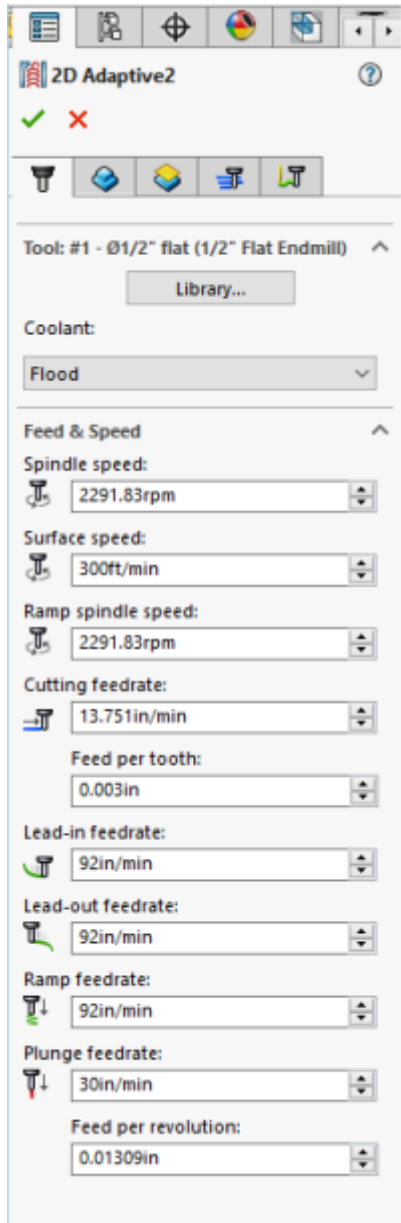 2D Adaptive2
Tool: #1 - Ø1/2" flat (1/2" Flat Endmill)
Library...
Coolant:
Flood
Feed & Speed
Spindle speed:
2291.83rpm
Surface speed:
300ft/min
Ramp spindle speed:
2291.83rpm
Cutting feedrate:
13.751in/min
Feed per tooth:
0.003in
Lead-in feedrate:
92in/min
Lead-out feedrate:
92in/min
Ramp feedrate:
92in/min
Plunge feedrate:
30in/min
Feed per revolution:
0.01309in